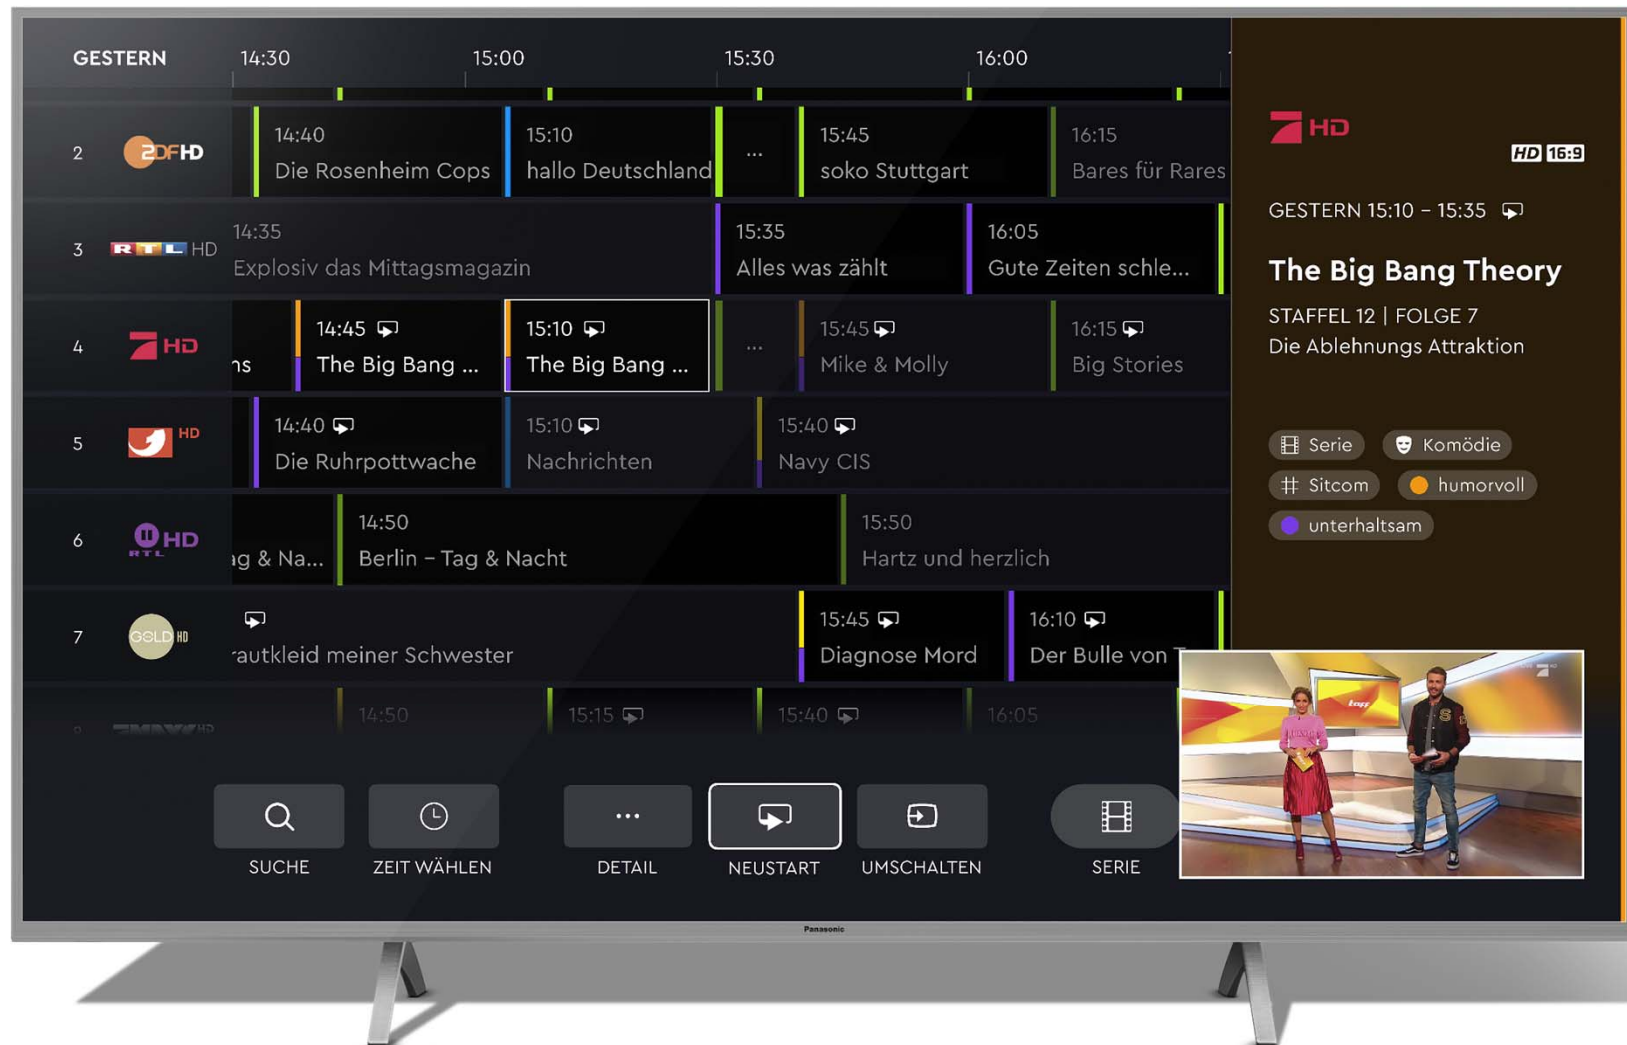 GESTERN 14:30 15:00 15:30 16:00
2 ZDF HD
14:40
Die Rosenheim Cops
15:10
hallo Deutschland
...
15:45
soko Stuttgart
16:15
Bares für Rares
3 RTL HD
14:35
Explosiv das Mittagsmagazin
15:35
Alles was zählt
16:05
Gute Zeiten schle...
4 7 HD
ns
14:45
The Big Bang ...
15:10
The Big Bang ...
...
15:45
Mike & Molly
16:15
Big Stories
5 HD
14:40
Die Ruhrpottwache
15:10
Nachrichten
15:40
Navy CIS
6 II HD
RTL
ag & Na...
14:50
Berlin – Tag & Nacht
15:50
Hartz und herzlich
7 GOLD HD
rautkleid meiner Schwester
15:45
Diagnose Mord
16:10
Der Bulle von T
14:50
15:15
15:40
16:05
SUCHE
ZEIT WÄHLEN
DETAIL
NEUSTART
UMSCHALTEN
SERIE
7 HD
HD 16:9
GESTERN 15:10 – 15:35
The Big Bang Theory
STAFFEL 12 | FOLGE 7
Die Ablehnungs Attraktion
Serie
Komödie
# Sitcom
humorvoll
unterhaltsam
taff
S
Panasonic